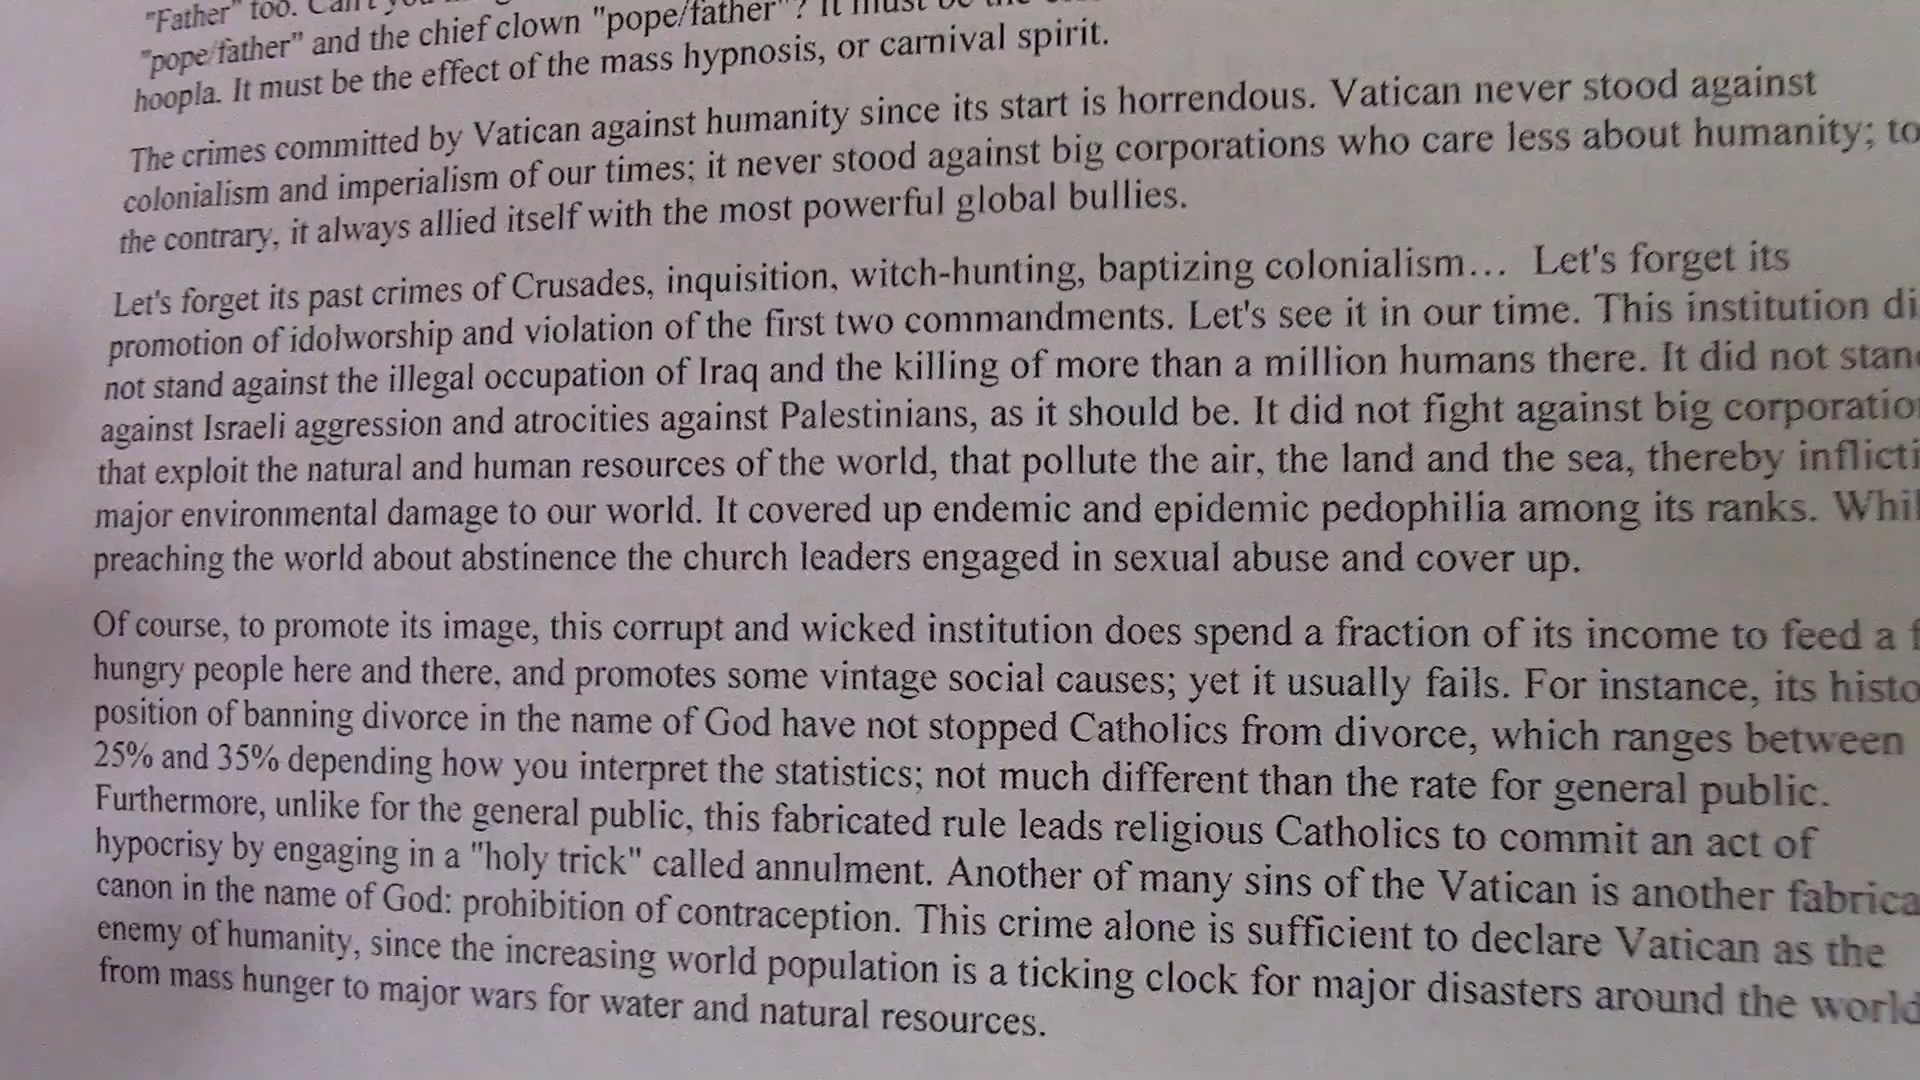 "Father" too.
"pope/father" and the chief clown "pope/father"? It must be the
hoopla. It must be the effect of the mass hypnosis, or carnival spirit.
The crimes committed by Vatican against humanity since its start is horrendous. Vatican never stood against
colonialism and imperialism of our times; it never stood against big corporations who care less about humanity; to
the contrary, it always allied itself with the most powerful global bullies.
Let's forget its past crimes of Crusades, inquisition, witch-hunting, baptizing colonialism... Let's forget its
promotion of idolworship and violation of the first two commandments. Let's see it in our time. This institution di
not stand against the illegal occupation of Iraq and the killing of more than a million humans there. It did not stan
against Israeli aggression and atrocities against Palestinians, as it should be. It did not fight against big corporatio
that exploit the natural and human resources of the world, that pollute the air, the land and the sea, thereby inflicti
major environmental damage to our world. It covered up endemic and epidemic pedophilia among its ranks. Whil
preaching the world about abstinence the church leaders engaged in sexual abuse and cover up.
Of course, to promote its image, this corrupt and wicked institution does spend a fraction of its income to feed a f
hungry people here and there, and promotes some vintage social causes; yet it usually fails. For instance, its histo
position of banning divorce in the name of God have not stopped Catholics from divorce, which ranges between
25% and 35% depending how you interpret the statistics; not much different than the rate for general public.
Furthermore, unlike for the general public, this fabricated rule leads religious Catholics to commit an act of
hypocrisy by engaging in a "holy trick" called annulment. Another of many sins of the Vatican is another fabrica
canon in the name of God: prohibition of contraception. This crime alone is sufficient to declare Vatican as the
enemy of humanity, since the increasing world population is a ticking clock for major disasters around the world
from mass hunger to major wars for water and natural resources.